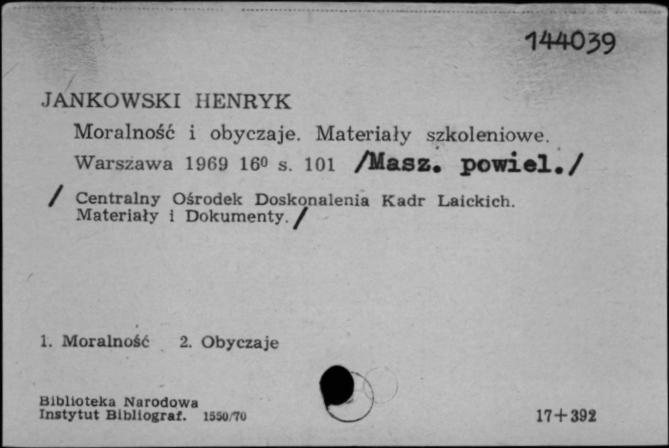 144039
JANKOWSKI HENRYK
Moralność i obyczaje. Materiały szkoleniowe.
Warszawa 1969 16⁰ s. 101 /Masz. powiel./
/ Centralny Ośrodek Doskonalenia Kadr Laickich.
Materiały i Dokumenty. /
1. Moralność 2. Obyczaje
Biblioteka Narodowa
Instytut Bibliograf. 1550/70 17+392